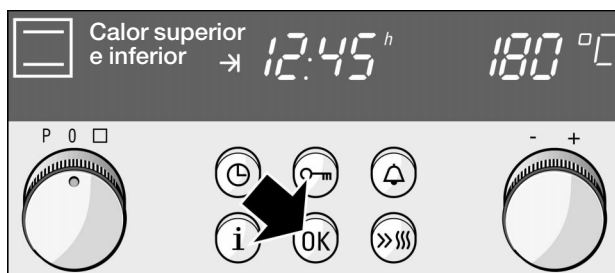 Calor superior
e inferior
12:45 h
180 °C
P 0
- +
i
OK